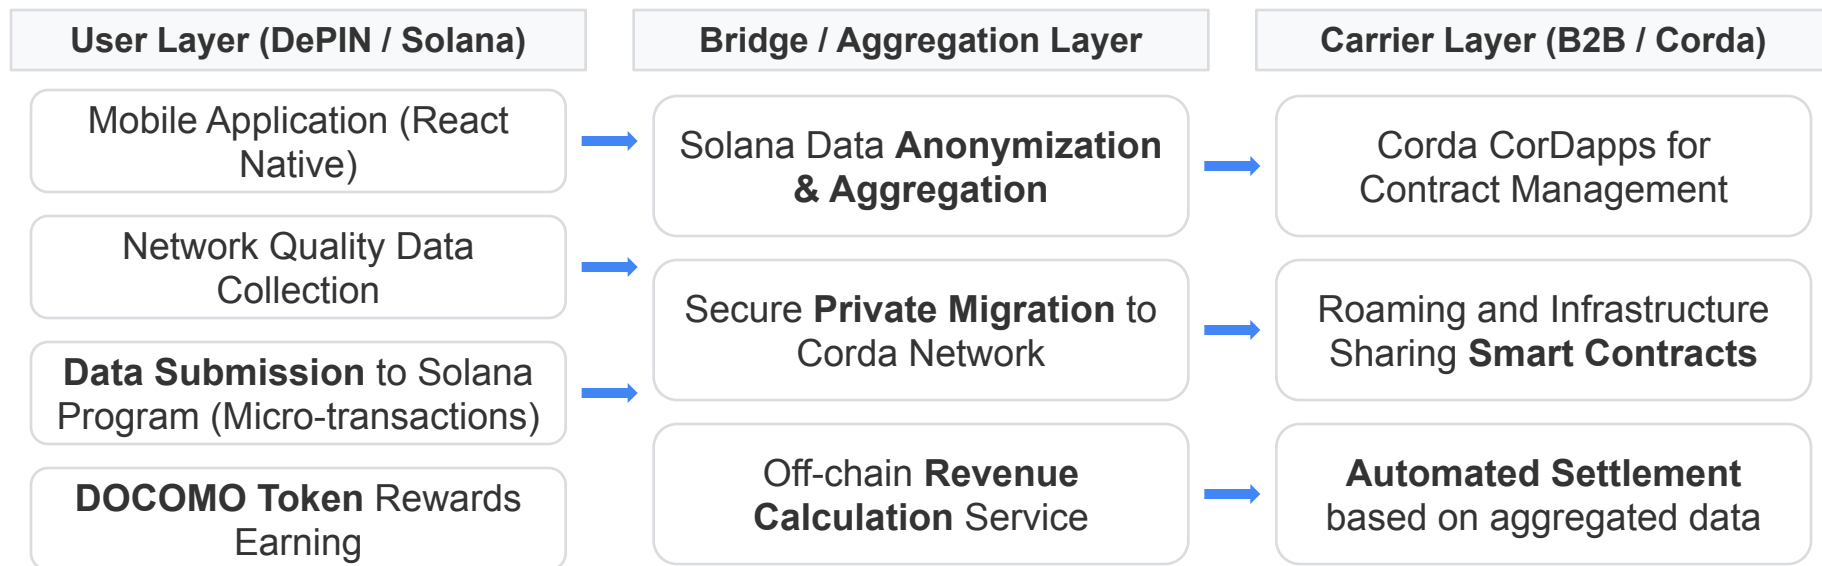 User Layer (DePIN / Solana)
Mobile Application (React
Native)
Network Quality Data
Collection
Data Submission to Solana
Program (Micro-transactions)
DOCOMO Token Rewards
Earning
Bridge / Aggregation Layer
Solana Data Anonymization
& Aggregation
Secure Private Migration to
Corda Network
Off-chain Revenue
Calculation Service
Carrier Layer (B2B / Corda)
Corda CorDapps for
Contract Management
Roaming and Infrastructure
Sharing Smart Contracts
Automated Settlement
based on aggregated data